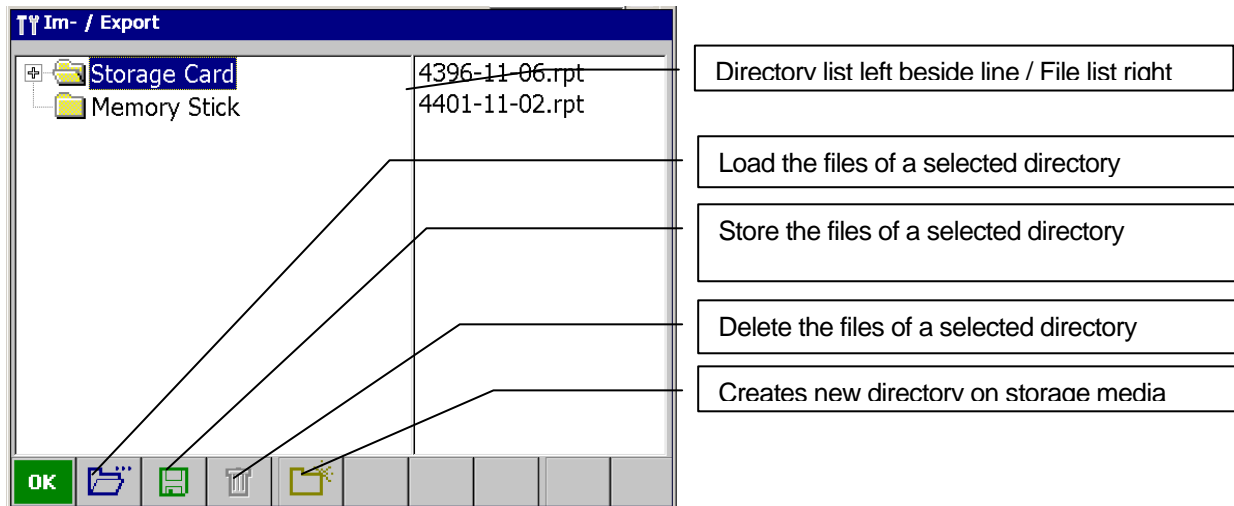 Im- / Export
Storage Card
Memory Stick
4396-11-06.rpt
4401-11-02.rpt
OK
Directory list left beside line / File list right
Load the files of a selected directory
Store the files of a selected directory
Delete the files of a selected directory
Creates new directory on storage media